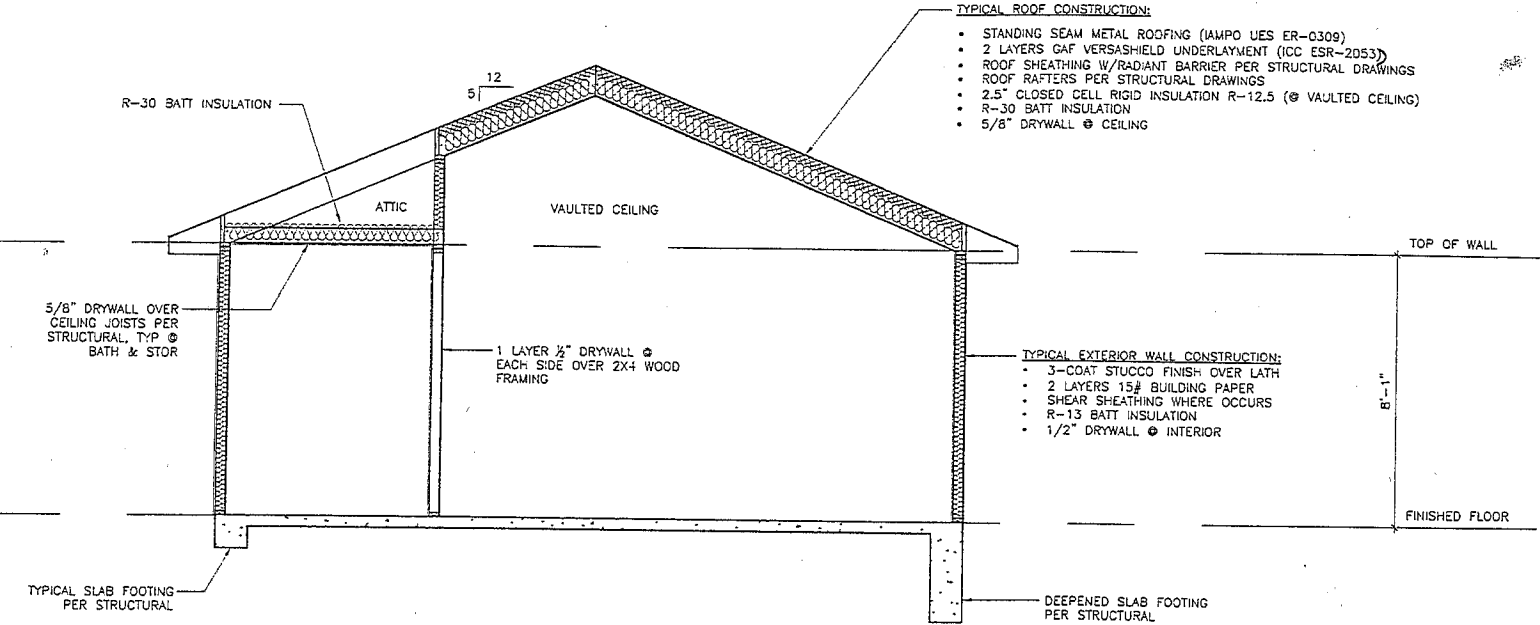 TYPICAL ROOF CONSTRUCTION:
• STANDING SEAM METAL ROOFING (IAMPO UES ER-0309)
• 2 LAYERS GAF VERSASHIELD UNDERLAYMENT (ICC ESR-2053)
• ROOF SHEATHING W/RADIANT BARRIER PER STRUCTURAL DRAWINGS
• ROOF RAFTERS PER STRUCTURAL DRAWINGS
• 2.5" CLOSED CELL RIGID INSULATION R-12.5 (@ VAULTED CEILING)
• R-30 BATT INSULATION
• 5/8" DRYWALL @ CEILING
12
5
R-30 BATT INSULATION
ATTIC
VAULTED CEILING
TOP OF WALL
5/8" DRYWALL OVER
CEILING JOISTS PER
STRUCTURAL, TYP @
BATH & STOR
1 LAYER ½" DRYWALL @
EACH SIDE OVER 2X4 WOOD
FRAMING
TYPICAL EXTERIOR WALL CONSTRUCTION:
• 3-COAT STUCCO FINISH OVER LATH
• 2 LAYERS 15# BUILDING PAPER
• SHEAR SHEATHING WHERE OCCURS
• R-13 BATT INSULATION
• 1/2" DRYWALL @ INTERIOR
8'-1"
FINISHED FLOOR
TYPICAL SLAB FOOTING
PER STRUCTURAL
DEEPENED SLAB FOOTING
PER STRUCTURAL